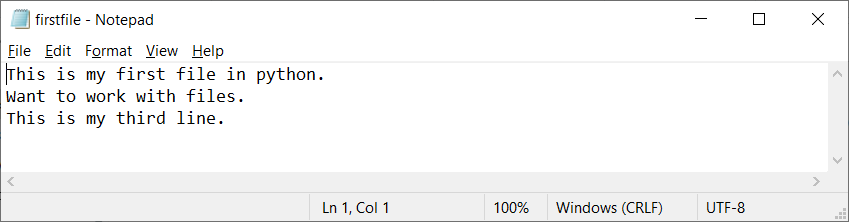 firstfile - Notepad
File Edit Format View Help
This is my first file in python.
Want to work with files.
This is my third line.
Ln 1, Col 1 100% Windows (CRLF) UTF-8